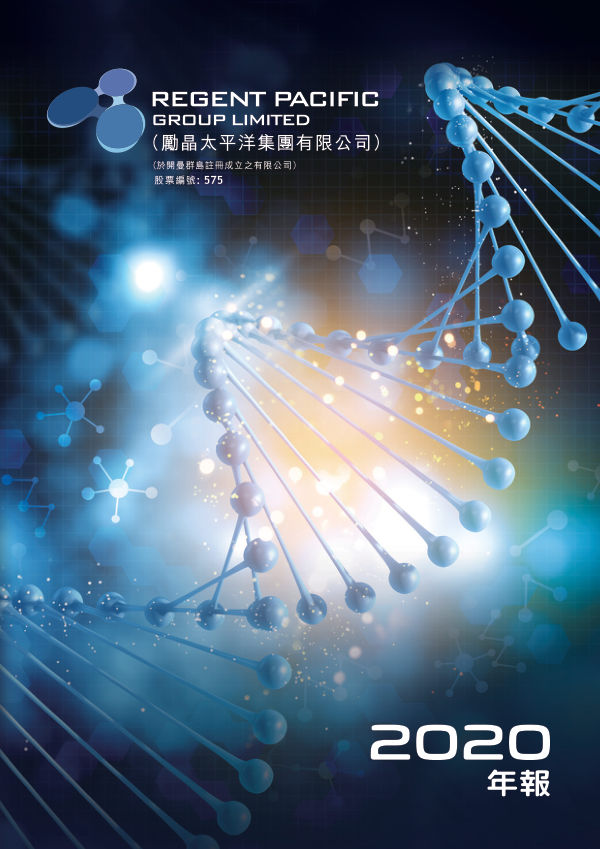 REGENT PACIFIC
GROUP LIMITED
（勵晶太平洋集團有限公司）
（於開曼群島註冊成立之有限公司）
股票編號: 575
2020
年報